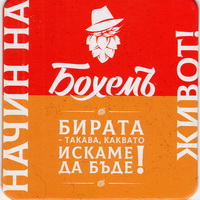 НАЧИН НА
ЖИВОТ!
Бохемъ
БИРАТА
- ТАКАВА, КАКВАТО
ИСКАМЕ
ДА БЪДЕ!